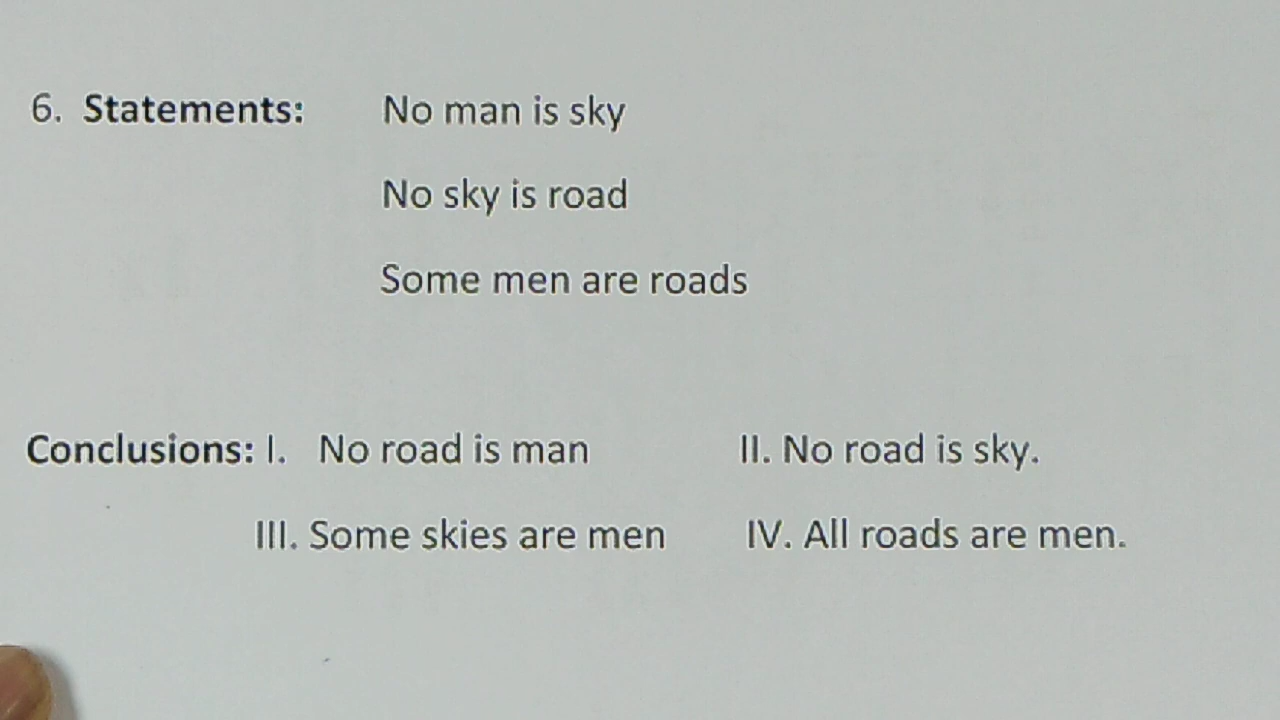 6. Statements: No man is sky
No sky is road
Some men are roads
Conclusions: I. No road is man II. No road is sky.
III. Some skies are men IV. All roads are men.